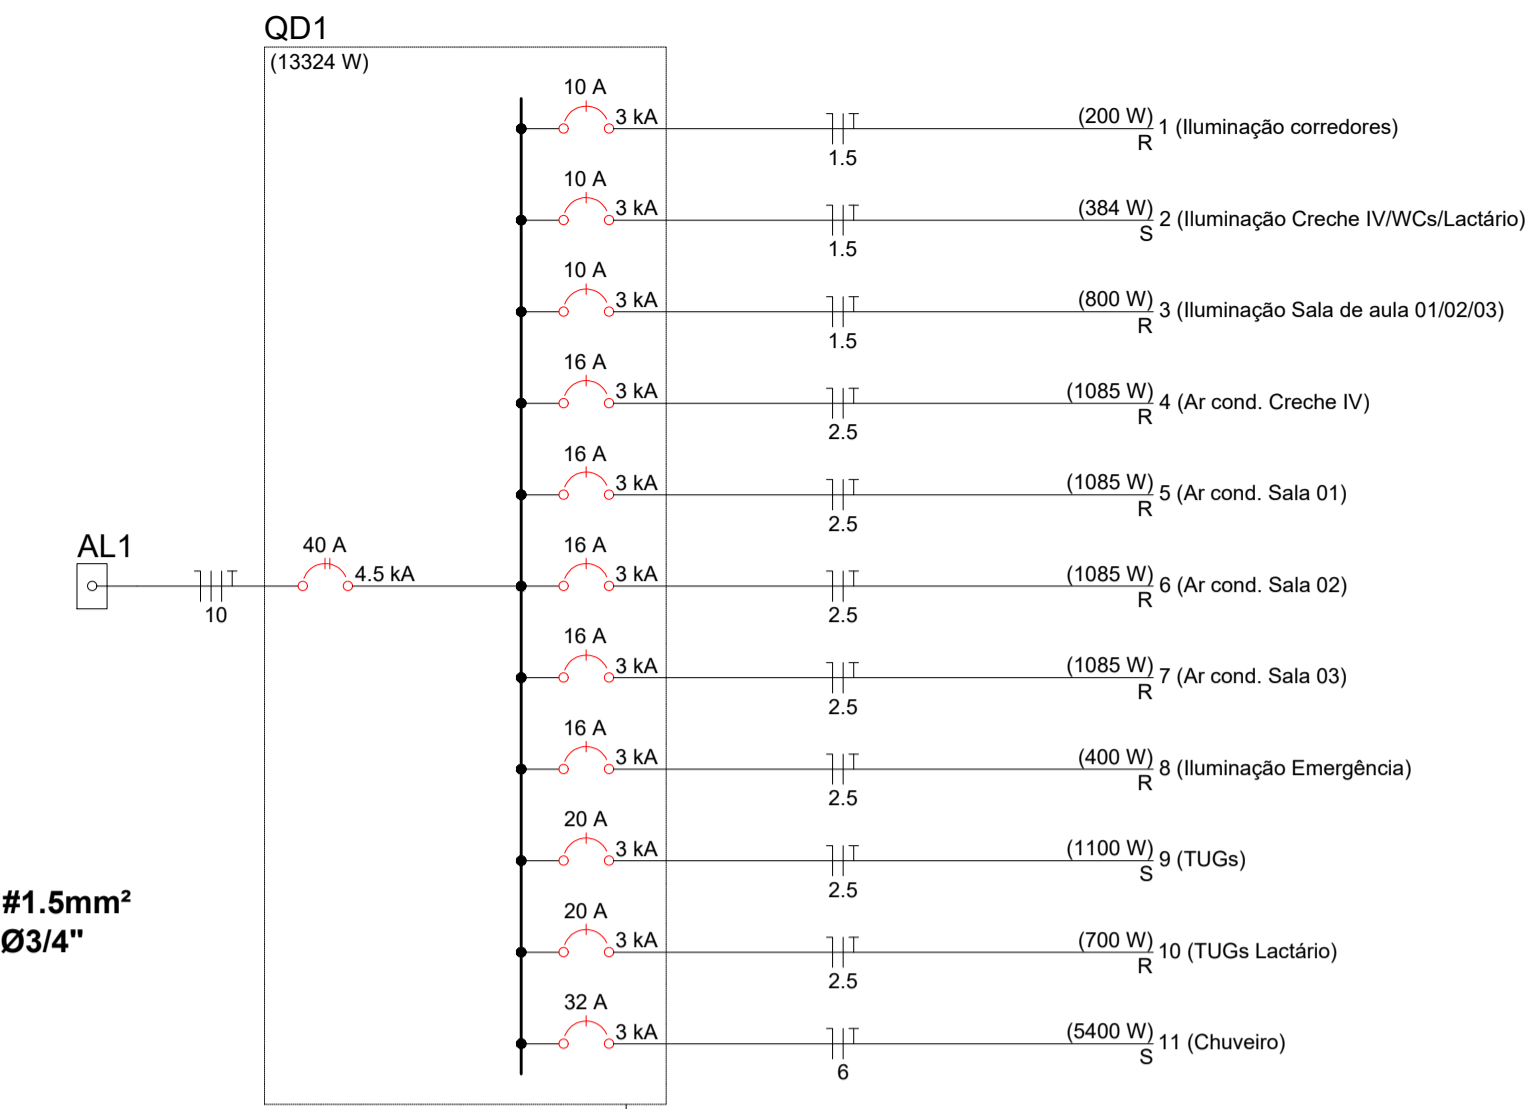 QD1
(13324 W)
10 A
3 kA
1.5
(200 W)
R
1 (Iluminação corredores)
10 A
3 kA
1.5
(384 W)
S
2 (Iluminação Creche IV/WCs/Lactário)
10 A
3 kA
1.5
(800 W)
R
3 (Iluminação Sala de aula 01/02/03)
16 A
3 kA
2.5
(1085 W)
R
4 (Ar cond. Creche IV)
16 A
3 kA
2.5
(1085 W)
R
5 (Ar cond. Sala 01)
AL1
10
40 A
4.5 kA
16 A
3 kA
2.5
(1085 W)
R
6 (Ar cond. Sala 02)
16 A
3 kA
2.5
(1085 W)
R
7 (Ar cond. Sala 03)
16 A
3 kA
2.5
(400 W)
R
8 (Iluminação Emergência)
20 A
3 kA
2.5
(1100 W)
S
9 (TUGs)
#1.5mm²
Ø3/4"
20 A
3 kA
2.5
(700 W)
R
10 (TUGs Lactário)
32 A
3 kA
6
(5400 W)
S
11 (Chuveiro)